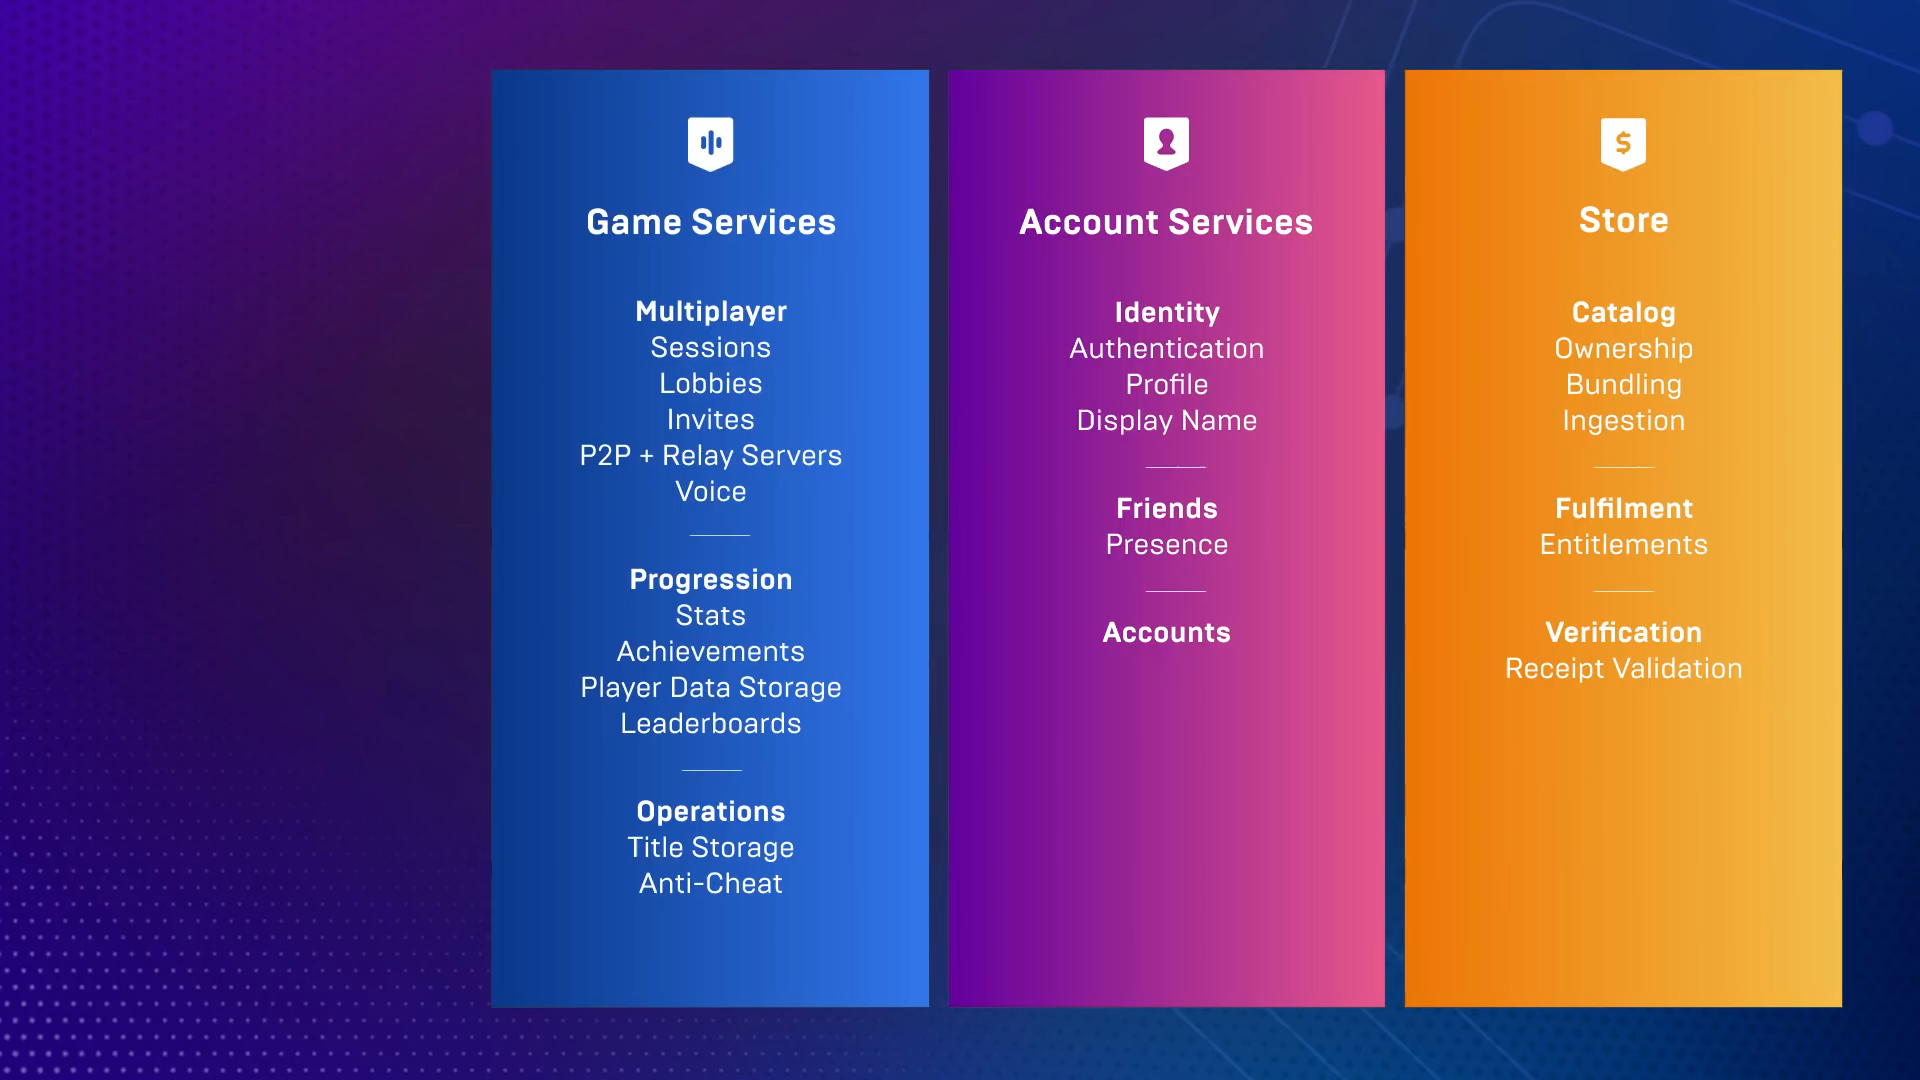 Game Services
Multiplayer
Sessions
Lobbies
Invites
P2P + Relay Servers
Voice
Progression
Stats
Achievements
Player Data Storage
Leaderboards
Operations
Title Storage
Anti-Cheat
Account Services
Identity
Authentication
Profile
Display Name
Friends
Presence
Accounts
$
Store
Catalog
Ownership
Bundling
Ingestion
Fulfilment
Entitlements
Verification
Receipt Validation